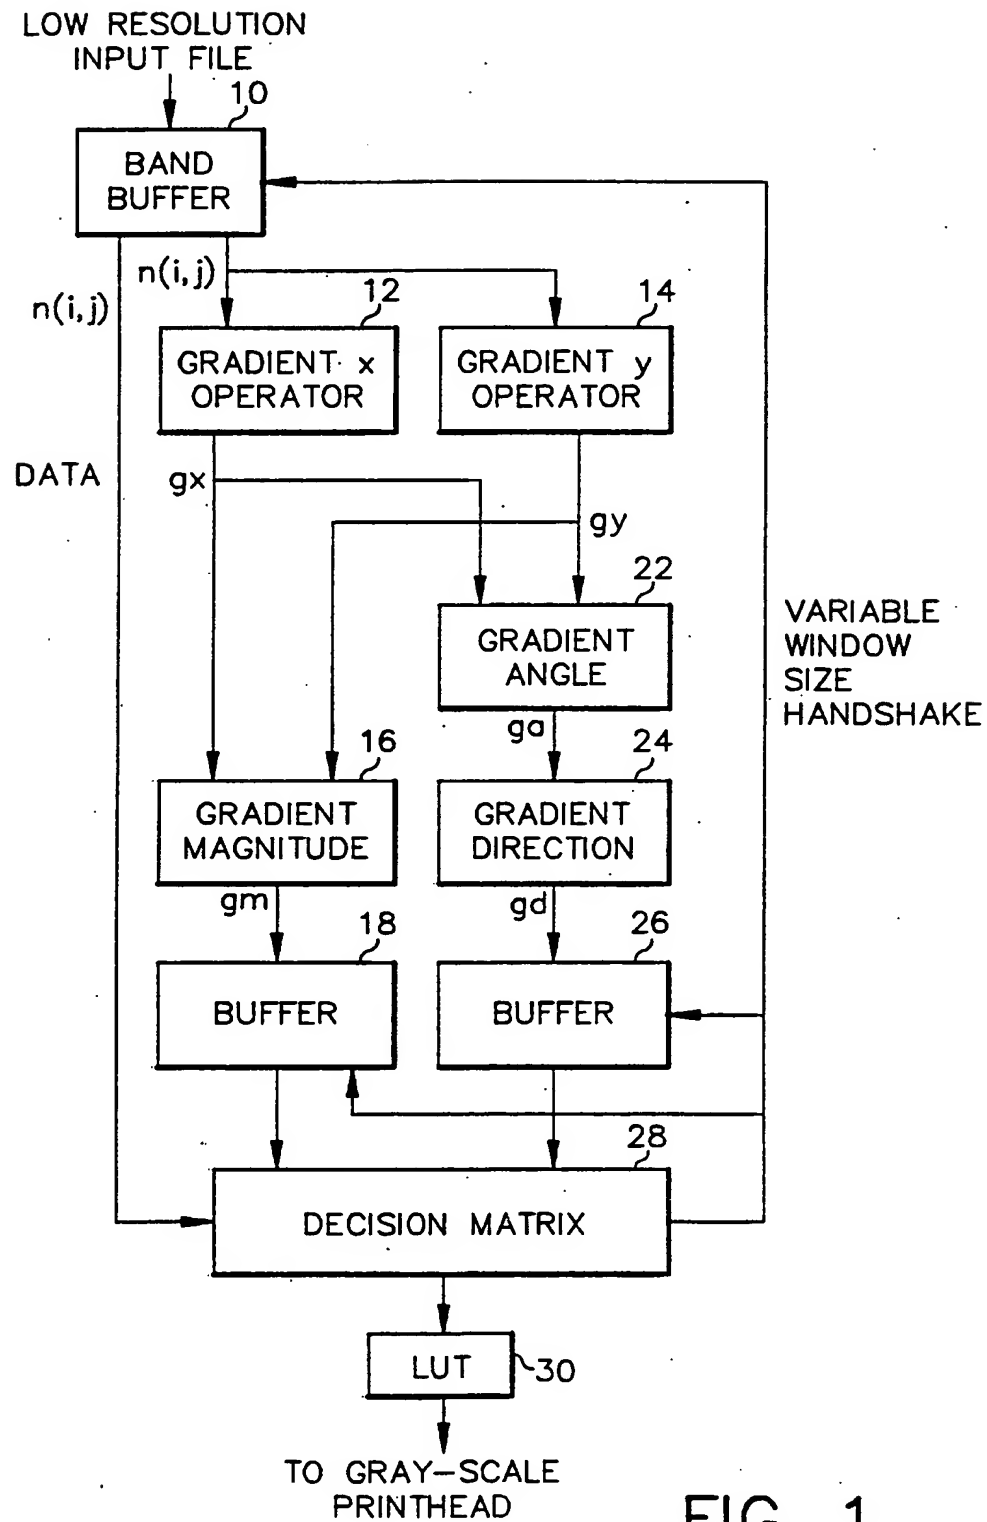 LOW RESOLUTION
INPUT FILE
10
BAND
BUFFER
n(i,j)
n(i,j)
12
14
GRADIENT x
OPERATOR
GRADIENT y
OPERATOR
DATA
gx
gy
22
GRADIENT
ANGLE
VARIABLE
WINDOW
SIZE
HANDSHAKE
ga
16
24
GRADIENT
MAGNITUDE
GRADIENT
DIRECTION
gm
gd
18
26
BUFFER
BUFFER
28
DECISION MATRIX
LUT
30
TO GRAY-SCALE
PRINTHEAD
FIG. 1